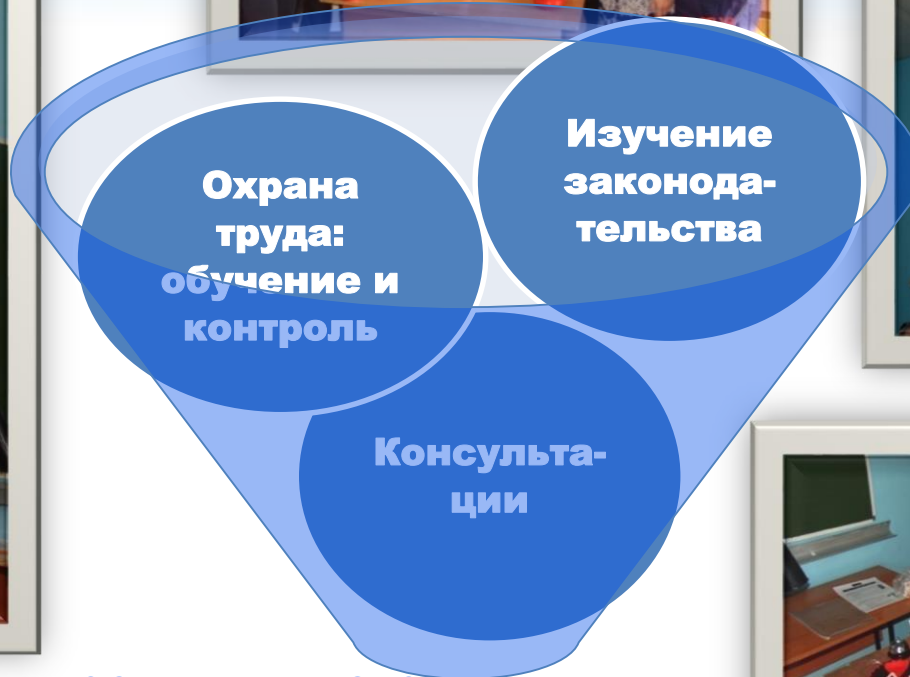 Изучение
законода-
тельства
Охрана
труда:
обучение и
контроль
Консульта-
ции